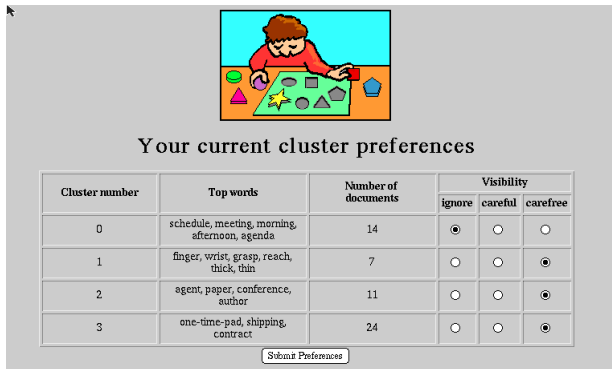 Your current cluster preferences
Cluster number Top words Number of documents Visibility
ignore careful carefree
0 schedule, meeting, morning, afternoon, agenda 14
1 finger, wrist, grasp, reach, thick, thin 7
2 agent, paper, conference, author 11
3 one-time-pad, shipping, contract 24
Submit Preferences